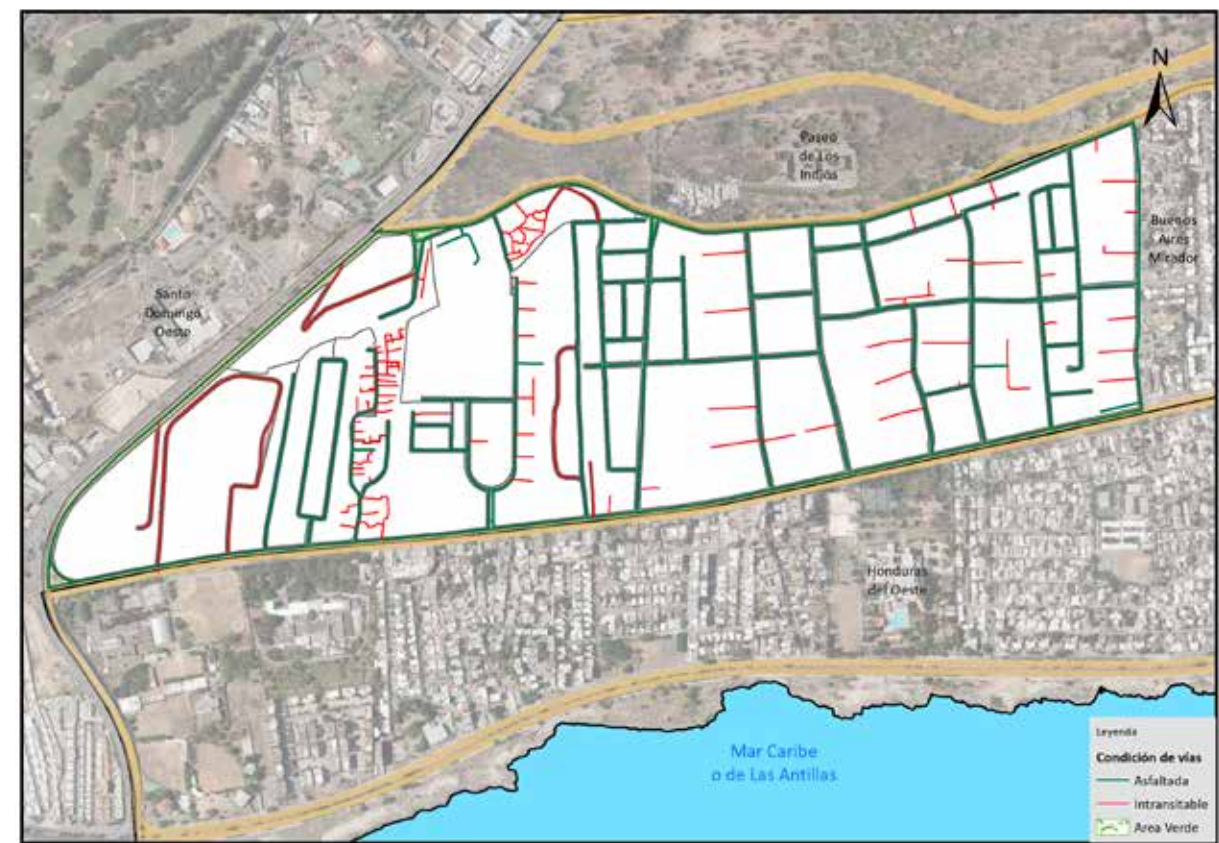 N
Paseo
de Los
Indios
Buenos
Aires
Mirador
Santo
Domingo
Oeste
Honduras
del Oeste
Mar Caribe
o de Las Antillas
Leyenda
Condición de vías
Asfaltada
Intransitable
Area Verde